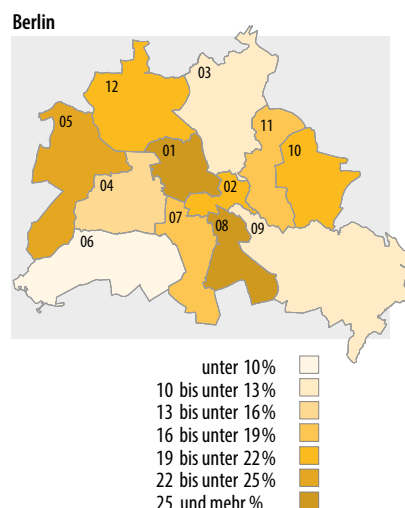 Berlin
03
12
05
11
01
10
04
02
07
08
09
06
unter 10%
10 bis unter 13%
13 bis unter 16%
16 bis unter 19%
19 bis unter 22%
22 bis unter 25%
25 und mehr %